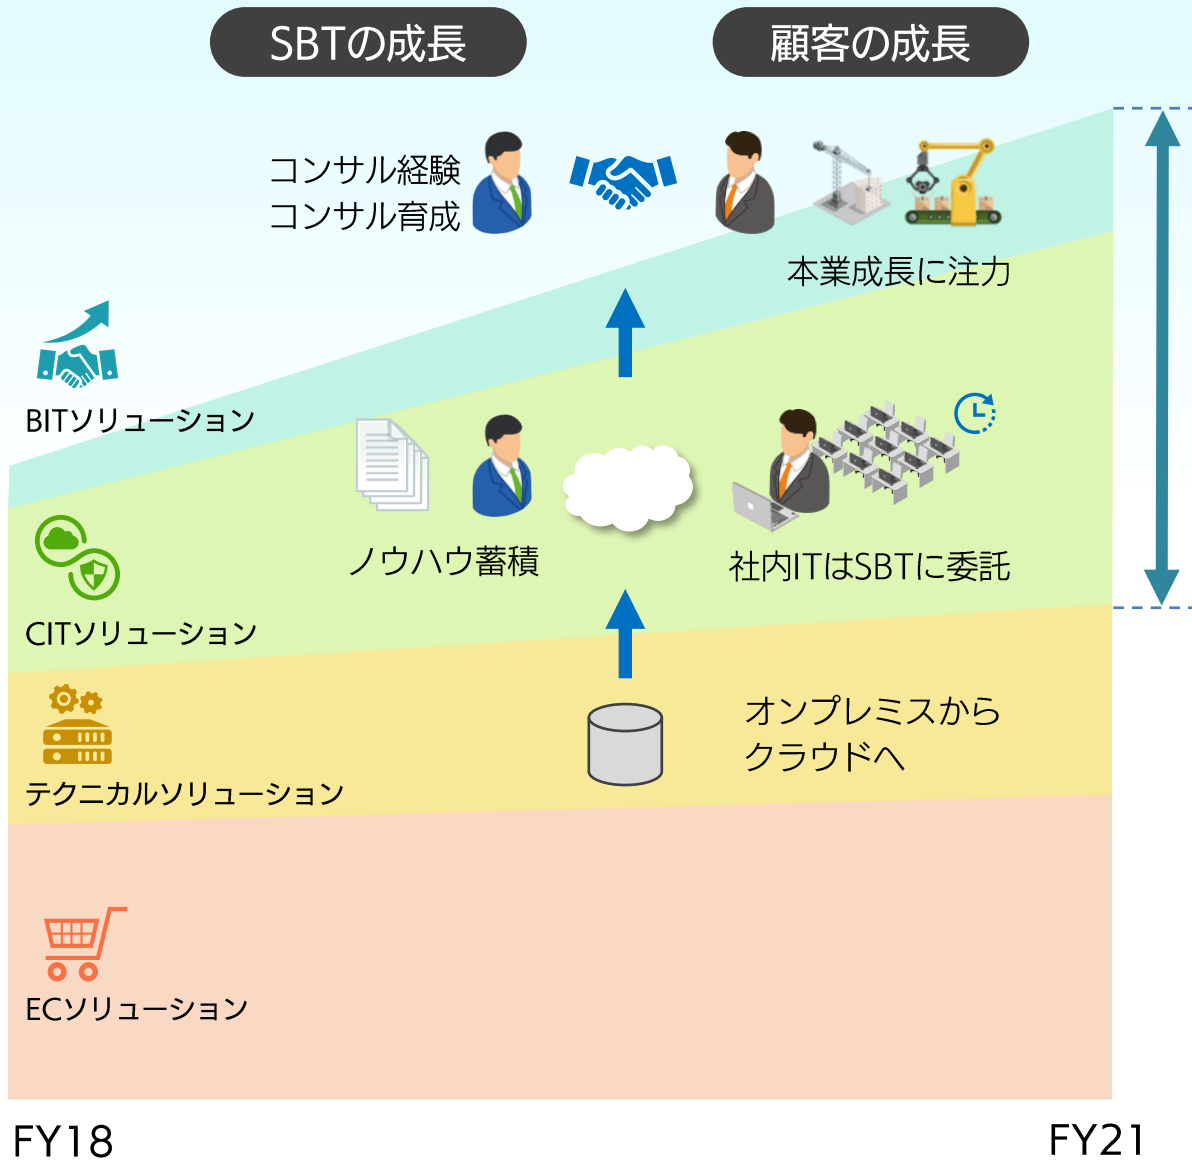 SBTの成長
顧客の成長
コンサル経験
コンサル育成
本業成長に注力
BITソリューション
ノウハウ蓄積
社内ITはSBTに委託
CITソリューション
オンプレミスから
クラウドへ
テクニカルソリューション
ECソリューション
FY18
FY21